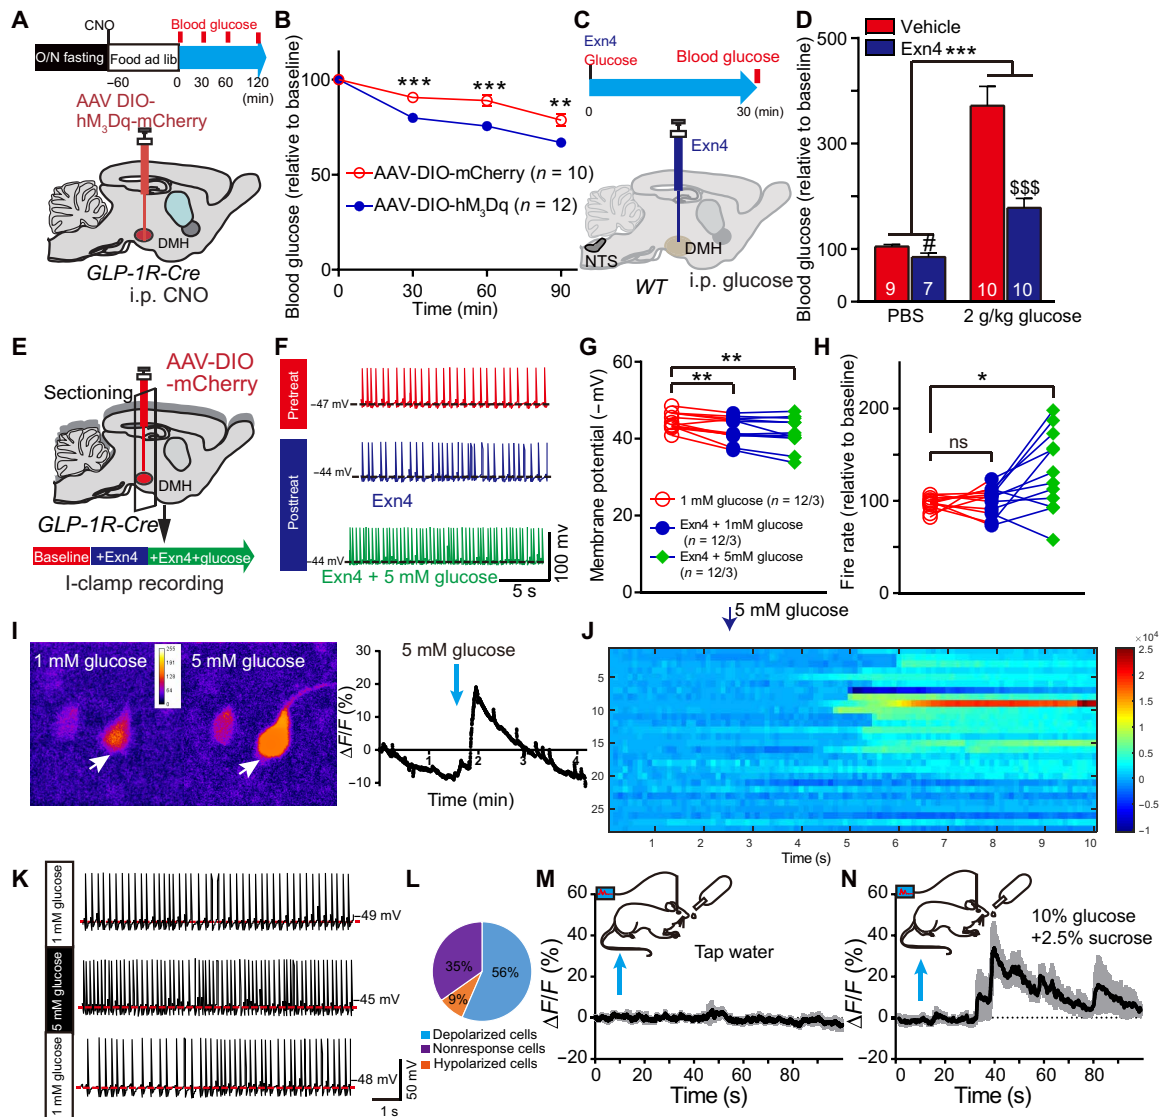 A
CNO
Blood glucose
O/N fasting
Food ad lib
−60
0
30
60
120
(min)
AAV DIO-
hM3Dq-mCherry
DMH
GLP-1R-Cre
i.p. CNO
B
Blood glucose (relative to baseline)
100
50
0
***
***
**
AAV-DIO-mCherry (n = 10)
AAV-DIO-hM3Dq (n = 12)
0
30
60
90
Time (min)
C
Exn4
Glucose
Blood glucose
0
30 (min)
Exn4
NTS
DMH
WT
i.p. glucose
D
Vehicle
Exn4
Blood glucose (relative to baseline)
500
300
100
0
***
$$$
#
9
7
10
10
PBS
2 g/kg glucose
E
AAV-DIO
-mCherry
Sectioning
DMH
GLP-1R-Cre
Baseline
+Exn4
+Exn4+glucose
I-clamp recording
F
Pretreat
Posttreat
−47 mV
−44 mV
Exn4
−44 mV
Exn4 + 5 mM glucose
5 s
100 mV
G
Membrane potential (−mV)
60
40
20
0
**
**
1 mM glucose (n = 12/3)
Exn4 + 1mM glucose
(n = 12/3)
Exn4 + 5mM glucose
(n = 12/3)
H
Fire rate (relative to baseline)
200
100
0
*
ns
I
1 mM glucose
5 mM glucose
255
191
128
64
0
ΔF/F (%)
30
20
10
0
−10
5 mM glucose
1
2
3
4
Time (min)
J
5 mM glucose
5
10
15
20
25
1
2
3
4
5
6
7
8
9
10
Time (s)
×10⁴
2.5
2
1.5
1
0.5
0
−0.5
−1
K
1 mM glucose
5 mM glucose
1 mM glucose
−49 mV
−45 mV
−48 mV
50 mV
1 s
L
35%
56%
9%
Depolarized cells
Nonresponse cells
Hypolarized cells
M
ΔF/F (%)
60
40
20
0
−20
Tap water
0
20
40
60
80
Time (s)
N
ΔF/F (%)
60
40
20
0
−20
10% glucose
+2.5% sucrose
0
20
40
60
80
Time (s)